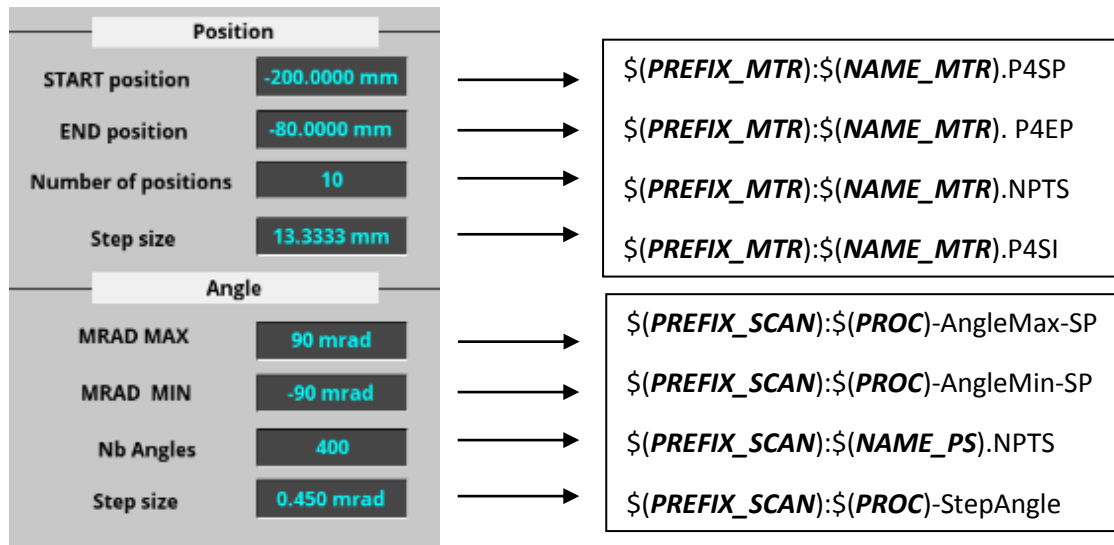 Position
START position -200.0000 mm $(PREFIX_MTR):$(NAME_MTR).P4SP
END position -80.0000 mm $(PREFIX_MTR):$(NAME_MTR). P4EP
Number of positions 10 $(PREFIX_MTR):$(NAME_MTR).NPTS
Step size 13.3333 mm $(PREFIX_MTR):$(NAME_MTR).P4SI
Angle
MRAD MAX 90 mrad $(PREFIX_SCAN):$(PROC)-AngleMax-SP
MRAD MIN -90 mrad $(PREFIX_SCAN):$(PROC)-AngleMin-SP
Nb Angles 400 $(PREFIX_SCAN):$(NAME_PS).NPTS
Step size 0.450 mrad $(PREFIX_SCAN):$(PROC)-StepAngle